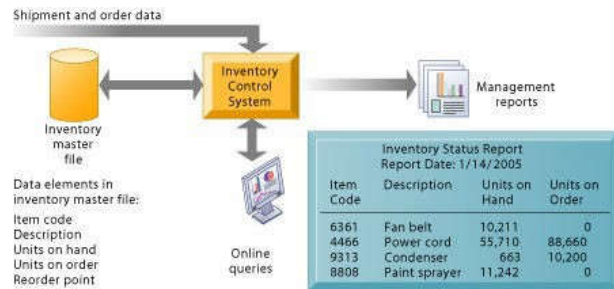 Shipment and order data
Inventory
Control
System
Inventory
master
file
Management
reports
Data elements in
inventory master file:
Item code
Description
Units on hand
Units on order
Reorder point
Online
queries
Inventory Status Report
Report Date: 1/14/2005
Item Code Description Units on Hand Units on Order
6361 Fan belt 10,211 0
4466 Power cord 55,710 88,660
9313 Condenser 663 10,200
8808 Paint sprayer 11,242 0